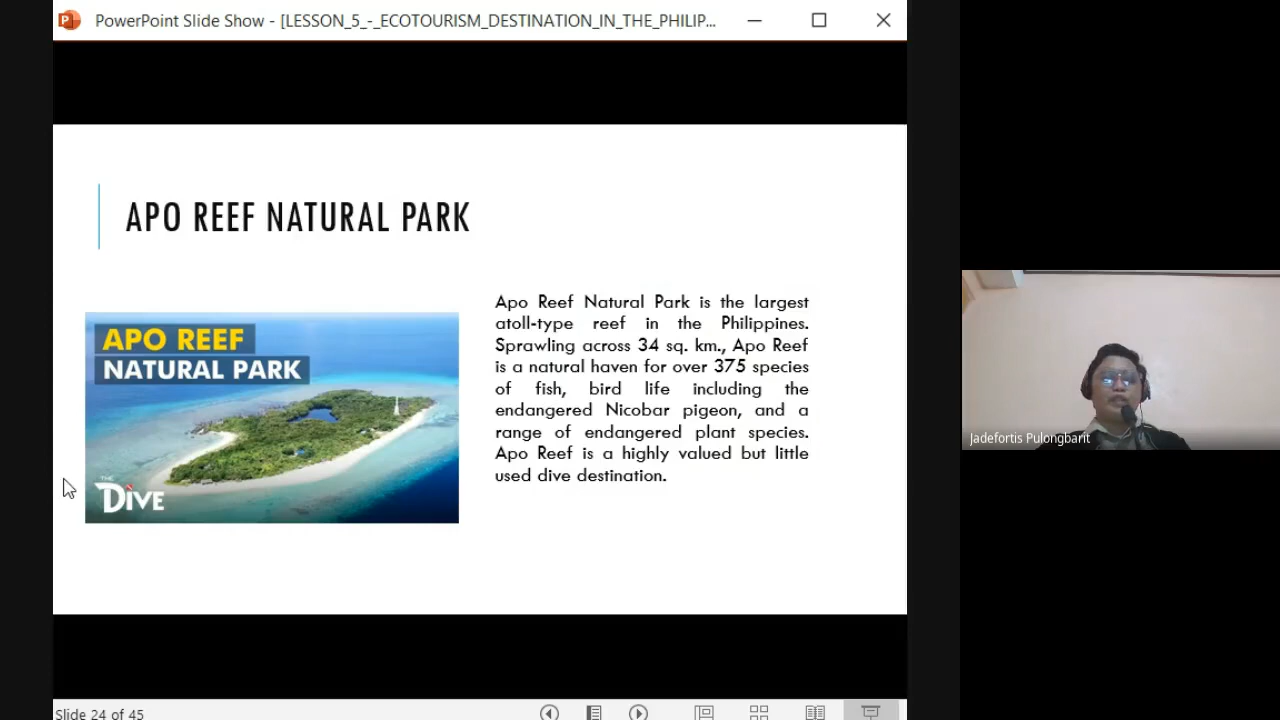 PowerPoint Slide Show - [LESSON_5_-_ECOTOURISM_DESTINATION_IN_THE_PHILIP...
APO REEF NATURAL PARK
APO REEF
NATURAL PARK
THE
DIVE
Apo Reef Natural Park is the largest
atoll-type reef in the Philippines.
Sprawling across 34 sq. km., Apo Reef
is a natural haven for over 375 species
of fish, bird life including the
endangered Nicobar pigeon, and a
range of endangered plant species.
Apo Reef is a highly valued but little
used dive destination.
Jadefortis Pulongbarit
Slide 24 of 45